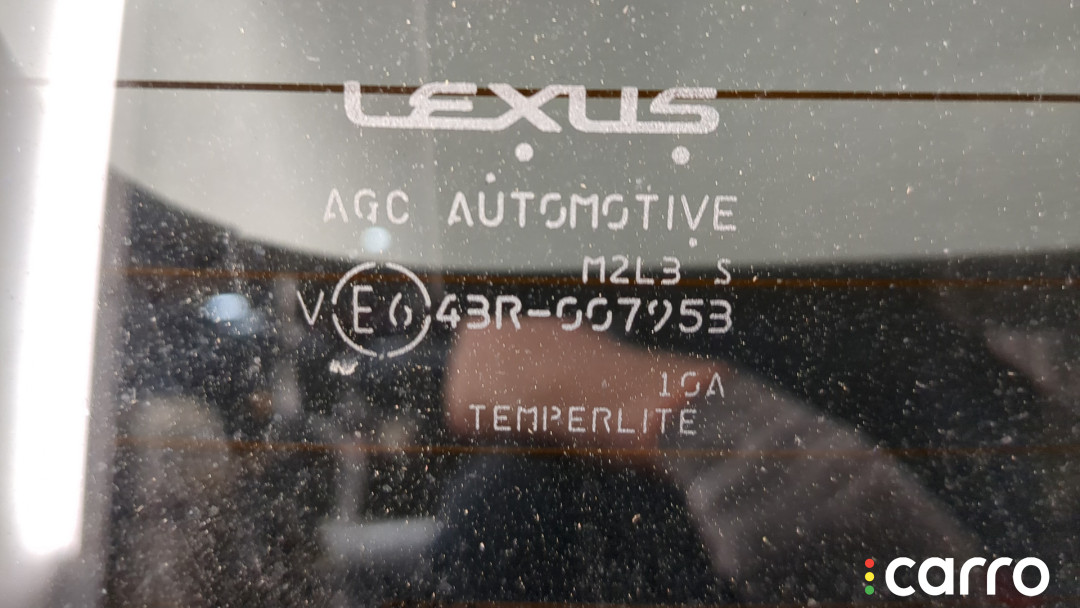 LEXUS
AGC AUTOMOTIVE
M2L3 S
V E6 43R-007953
10A
TEMPERLITE
carro